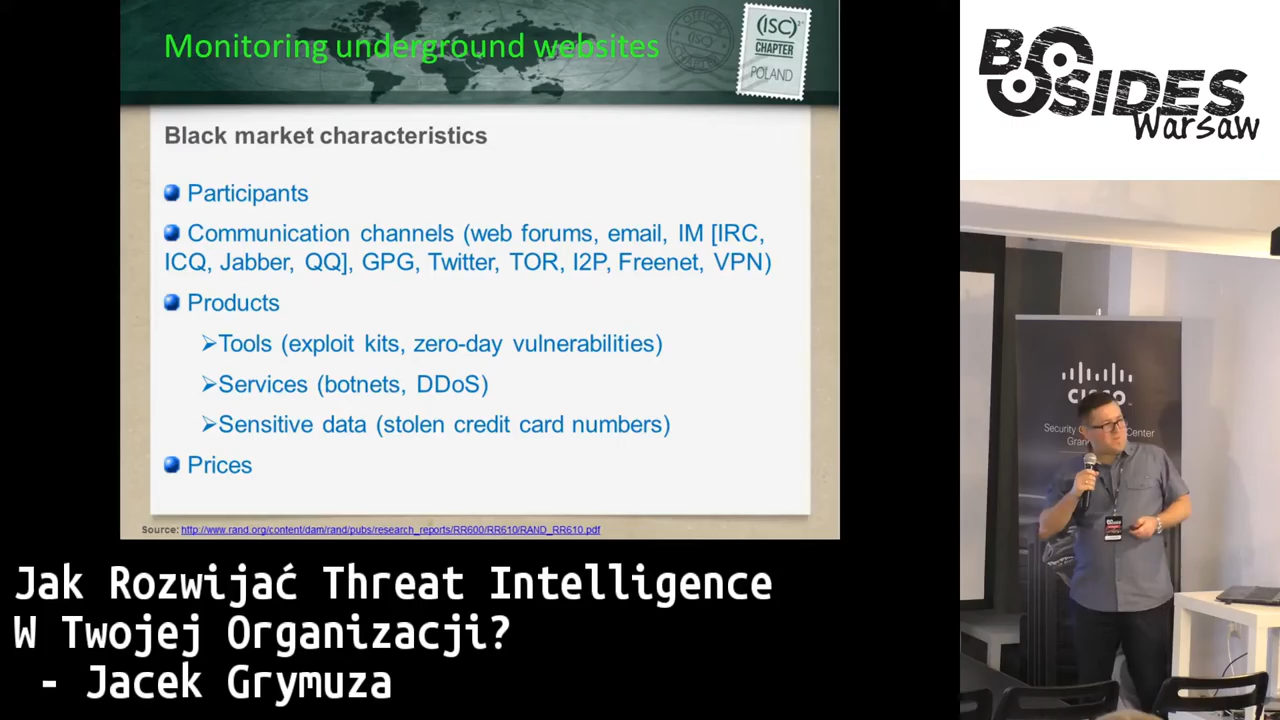 Monitoring underground websites
(ISC)²
CHAPTER
POLAND
Black market characteristics
Participants
Communication channels (web forums, email, IM [IRC,
ICQ, Jabber, QQ], GPG, Twitter, TOR, I2P, Freenet, VPN)
Products
Tools (exploit kits, zero-day vulnerabilities)
Services (botnets, DDoS)
Sensitive data (stolen credit card numbers)
Prices
Source: http://www.rand.org/content/dam/rand/pubs/research_reports/RR600/RR610/RAND_RR610.pdf
Jak Rozwijać Threat Intelligence
W Twojej Organizacji?
- Jacek Grymuza
BSIDES
Warsaw
CISCO
Security
Center